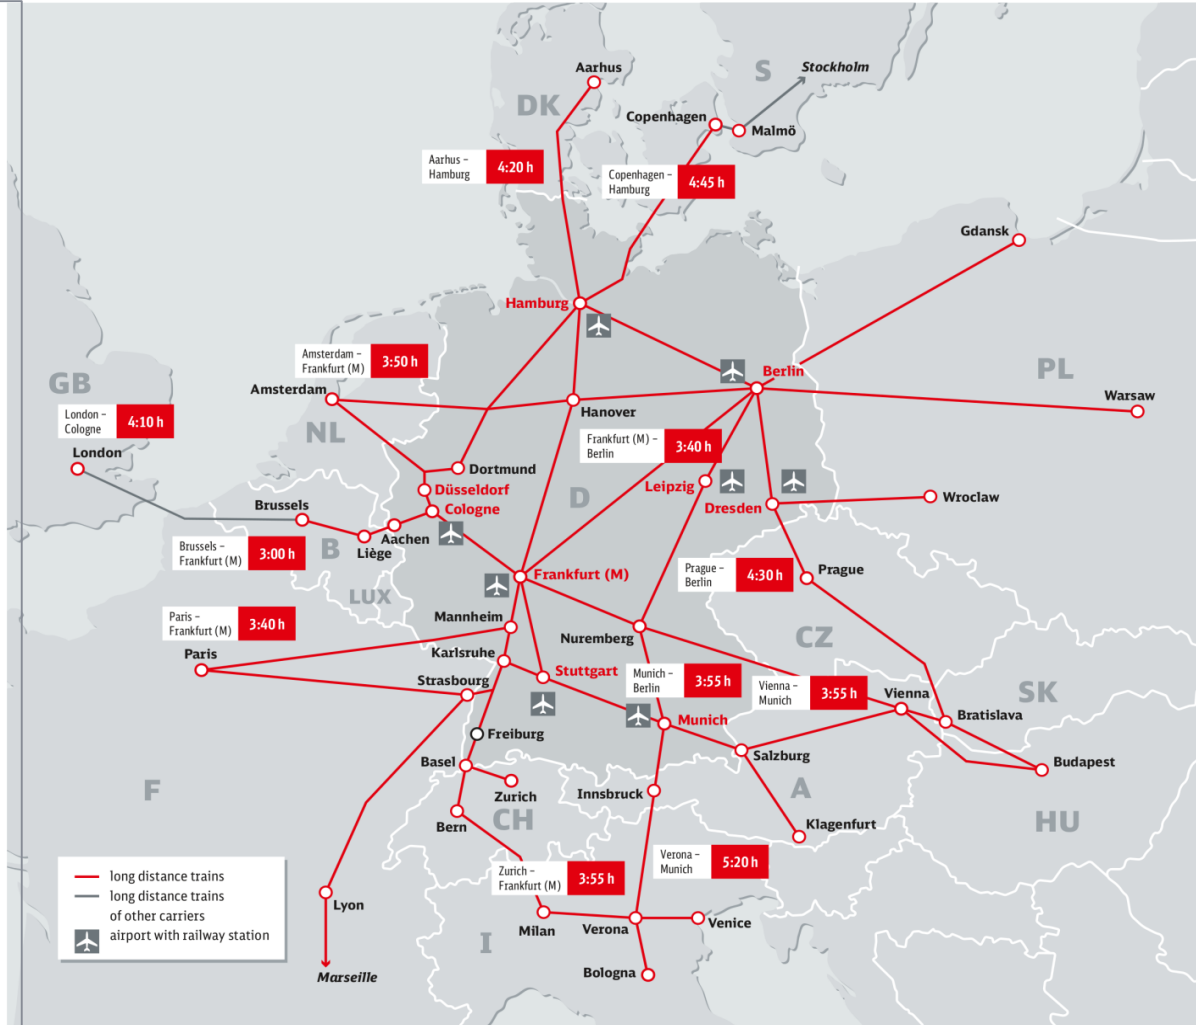 Aarhus
S
Stockholm
DK
Copenhagen
Malmö
Aarhus –
Hamburg
4:20 h
Copenhagen –
Hamburg
4:45 h
Gdansk
Hamburg
Amsterdam –
Frankfurt (M)
3:50 h
GB
Amsterdam
Berlin
PL
Warsaw
London –
Cologne
4:10 h
Hanover
NL
London
Frankfurt (M) –
Berlin
3:40 h
Dortmund
Düsseldorf
Leipzig
D
Wroclaw
Brussels
Cologne
Dresden
Aachen
Liège
B
Brussels –
Frankfurt (M)
3:00 h
Frankfurt (M)
Prague –
Berlin
4:30 h
Prague
LUX
Paris –
Frankfurt (M)
3:40 h
Mannheim
Nuremberg
CZ
Paris
Karlsruhe
Strasbourg
Stuttgart
Munich –
Berlin
3:55 h
Vienna –
Munich
3:55 h
Vienna
SK
Bratislava
Munich
Freiburg
Salzburg
Budapest
Basel
Zurich
Innsbruck
A
F
Bern
CH
Klagenfurt
HU
Verona –
Munich
5:20 h
Zurich –
Frankfurt (M)
3:55 h
long distance trains
long distance trains
of other carriers
airport with railway station
Lyon
Milan
Verona
Venice
I
Marseille
Bologna